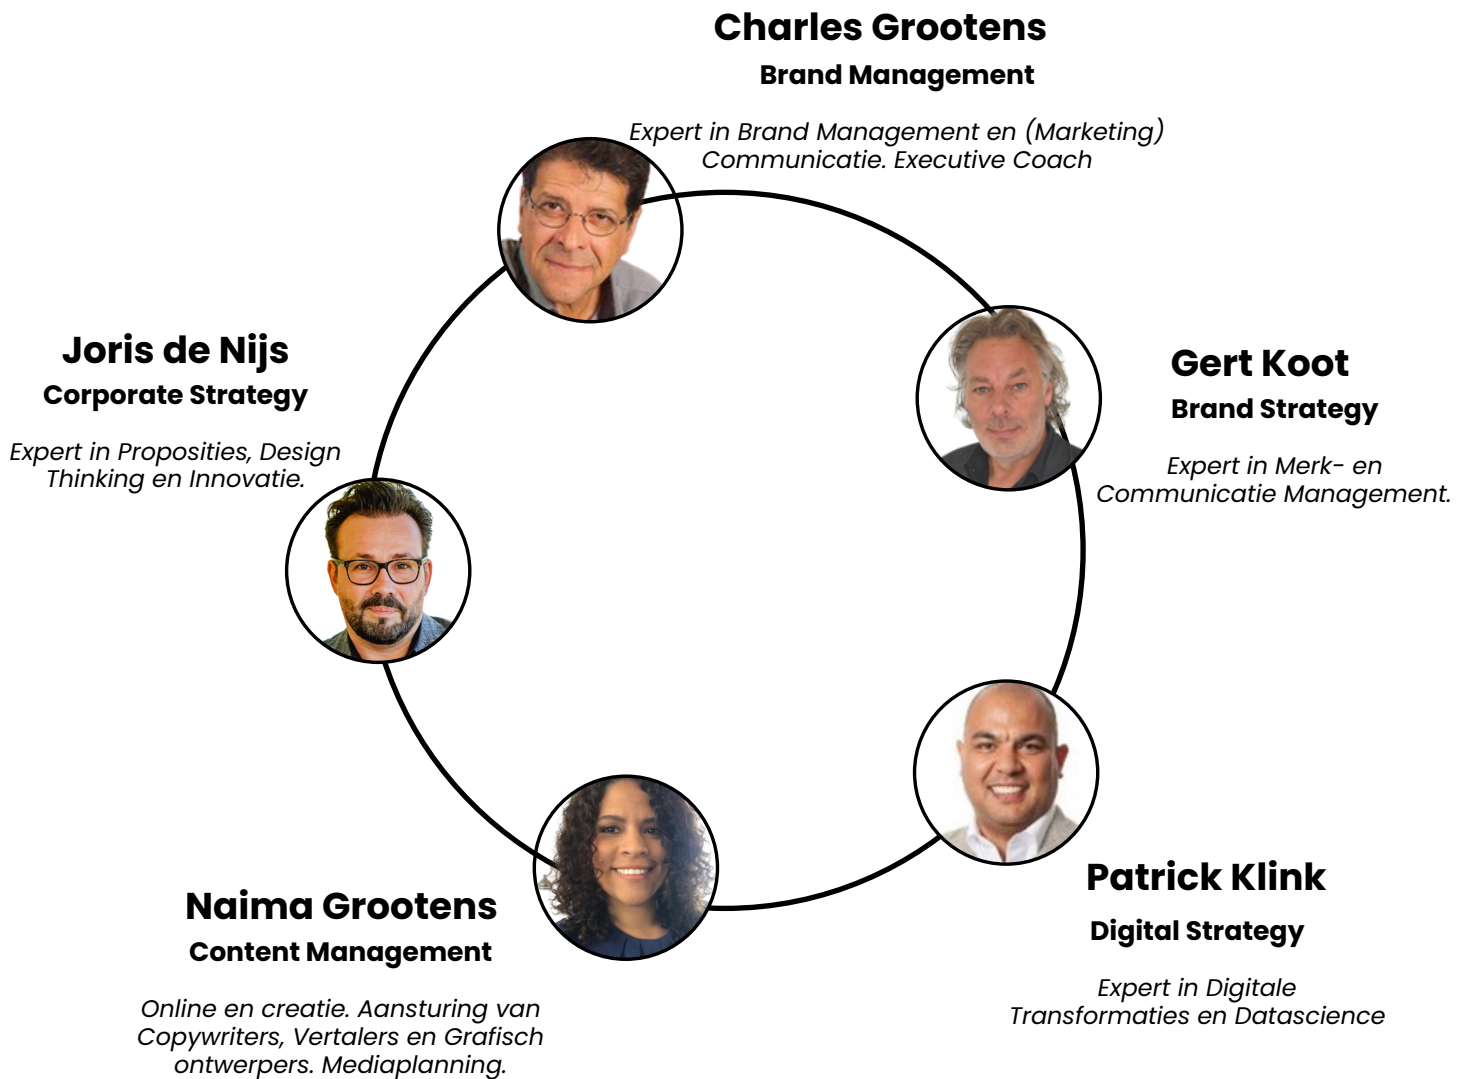 Charles Grootens
Brand Management
Expert in Brand Management en (Marketing)
Communicatie. Executive Coach
Joris de Nijs
Corporate Strategy
Expert in Proposities, Design
Thinking en Innovatie.
Gert Koot
Brand Strategy
Expert in Merk- en
Communicatie Management.
Naima Grootens
Content Management
Online en creatie. Aansturing van
Copywriters, Vertalers en Grafisch
ontwerpers. Mediaplanning.
Patrick Klink
Digital Strategy
Expert in Digitale
Transformaties en Datascience